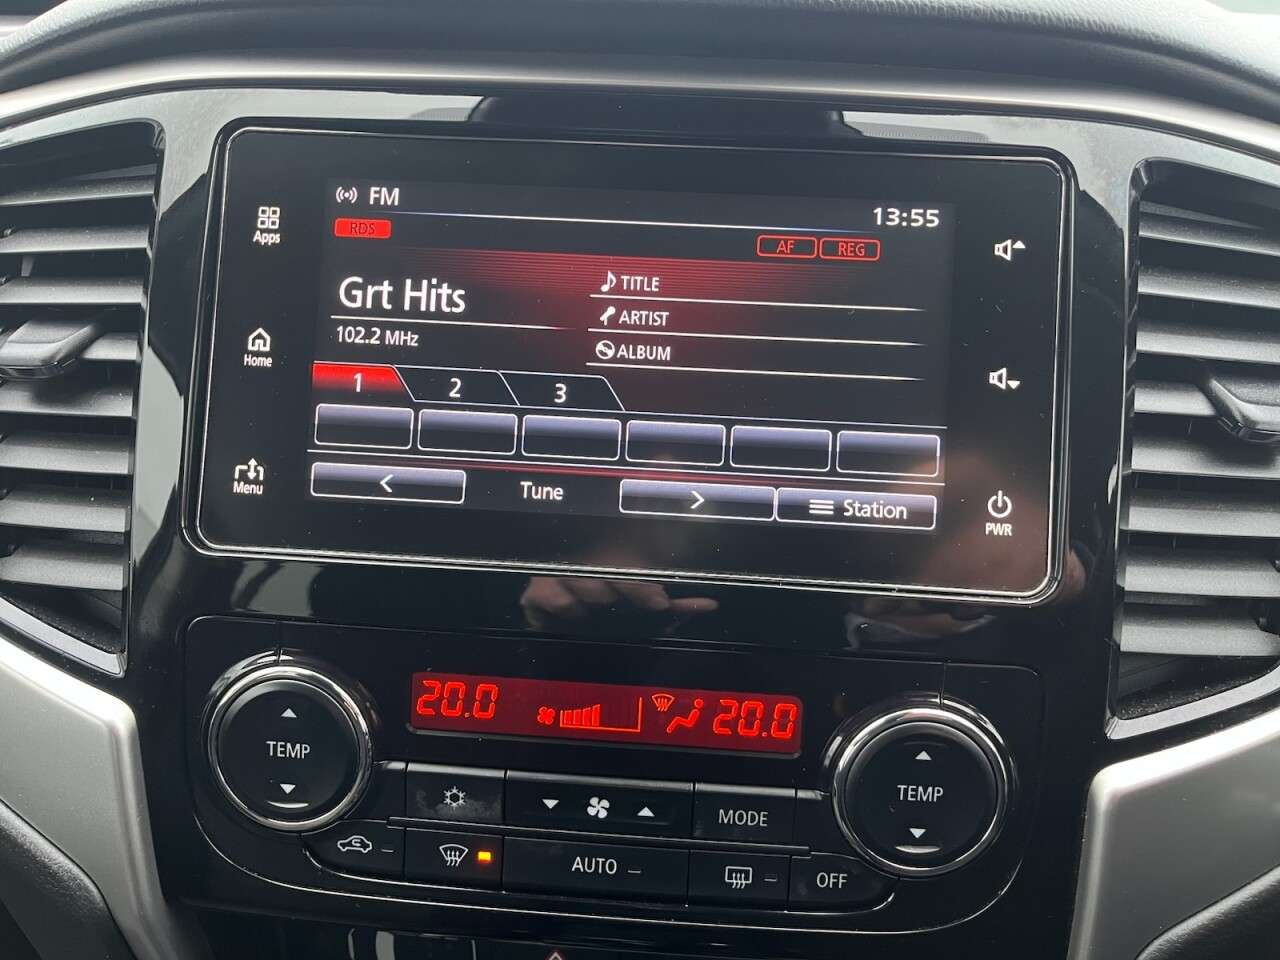 FM
13:55
RDS
AF
REG
Apps
Grt Hits
TITLE
102.2 MHz
ARTIST
Home
ALBUM
1
2
3
Menu
<
Tune
>
Station
PWR
20.0
20.0
TEMP
TEMP
MODE
AUTO
OFF